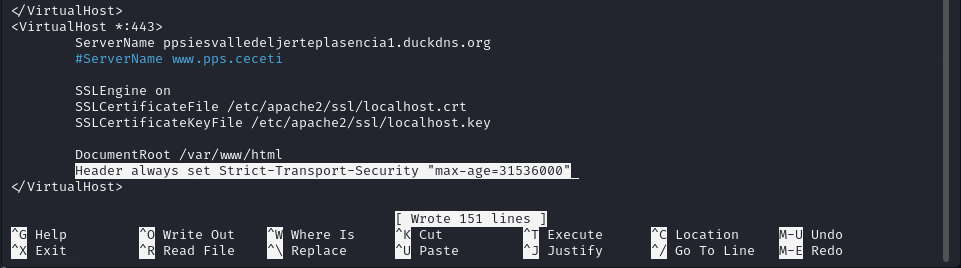 </VirtualHost>
<VirtualHost *:443>
ServerName ppsiesvalledeljerteplasencia1.duckdns.org
#ServerName www.pps.ceceti
SSLEngine on
SSLCertificateFile /etc/apache2/ssl/localhost.crt
SSLCertificateKeyFile /etc/apache2/ssl/localhost.key
DocumentRoot /var/www/html
Header always set Strict-Transport-Security "max-age=31536000"
</VirtualHost>
[ Wrote 151 lines ]
^G Help ^O Write Out ^W Where Is ^K Cut ^T Execute ^C Location M-U Undo
^X Exit ^R Read File ^\ Replace ^U Paste ^J Justify ^/ Go To Line M-E Redo